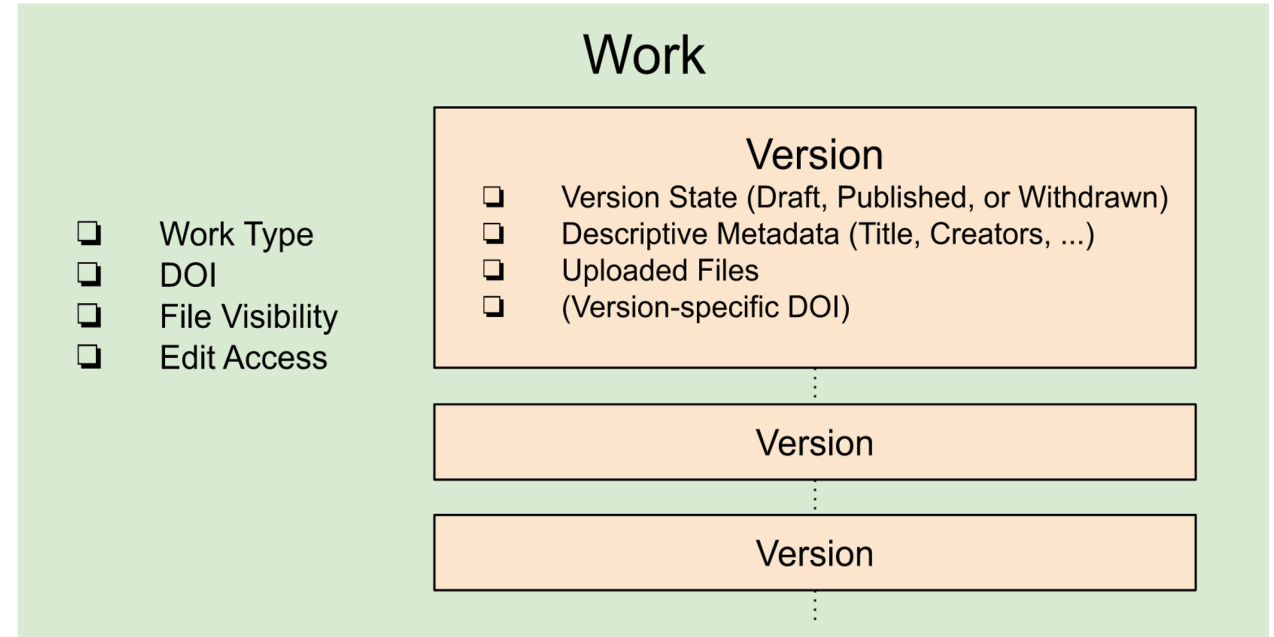 Work
Work Type
DOI
File Visibility
Edit Access
Version
Version State (Draft, Published, or Withdrawn)
Descriptive Metadata (Title, Creators, ...)
Uploaded Files
(Version-specific DOI)
Version
Version